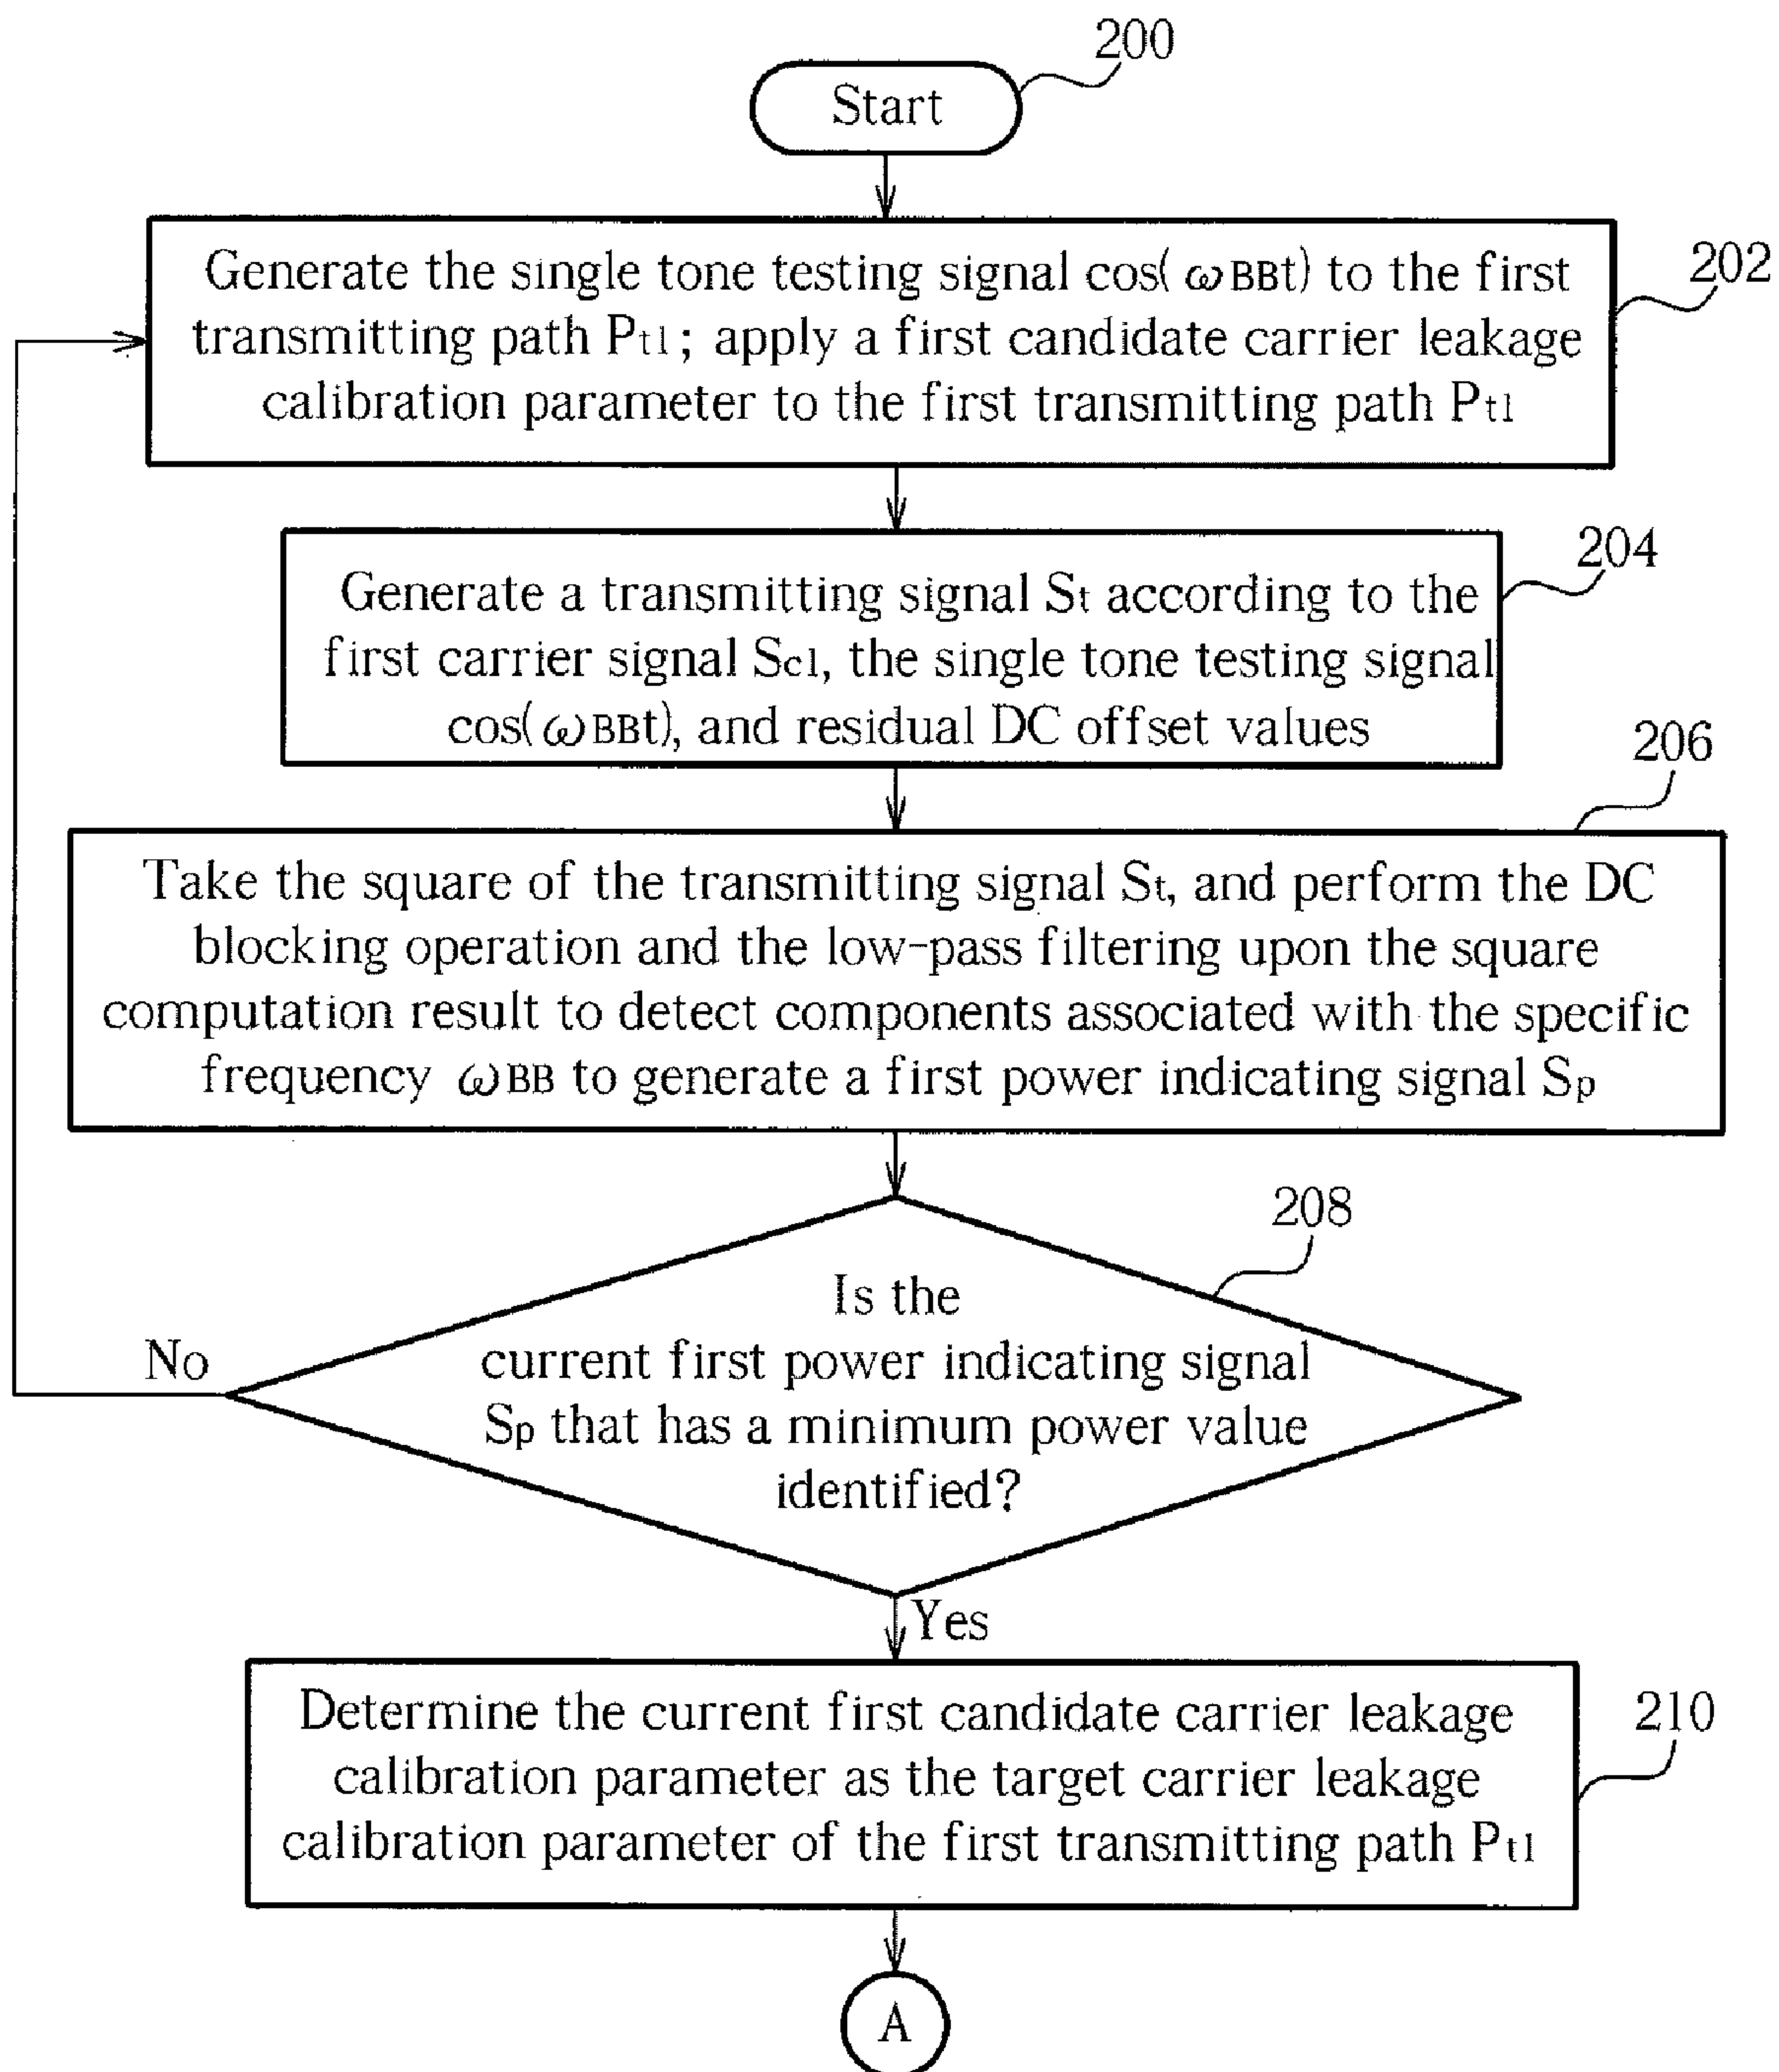 200
Start
202
Generate the single tone testing signal cos(ωBBt) to the first
transmitting path Pt1; apply a first candidate carrier leakage
calibration parameter to the first transmitting path Pt1
204
Generate a transmitting signal St according to the
first carrier signal Sc1, the single tone testing signal
cos(ωBBt), and residual DC offset values
206
Take the square of the transmitting signal St, and perform the DC
blocking operation and the low-pass filtering upon the square
computation result to detect components associated with the specific
frequency ωBB to generate a first power indicating signal Sp
208
Is the
current first power indicating signal
Sp that has a minimum power value
identified?
No
Yes
210
Determine the current first candidate carrier leakage
calibration parameter as the target carrier leakage
calibration parameter of the first transmitting path Pt1
A